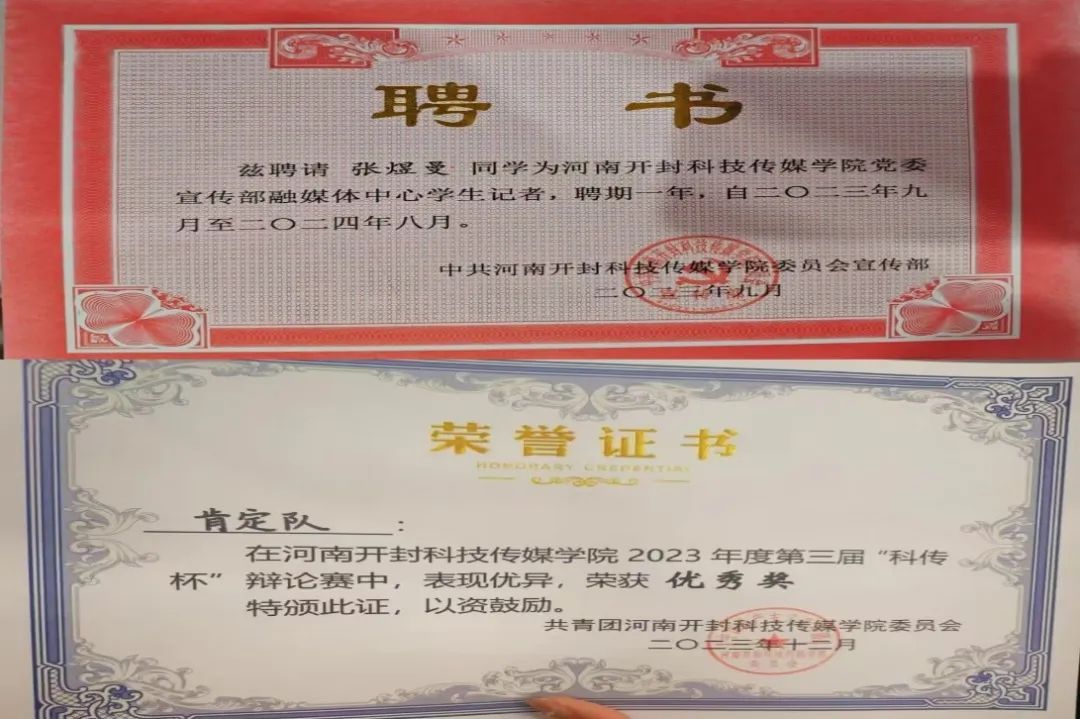 聘 书
兹聘请 张煜曼 同学为河南开封科技传媒学院党委
宣传部融媒体中心学生记者，聘期一年，自二〇二三年九
月至二〇二四年八月。
中共河南开封科技传媒学院委员会宣传部
二〇二三年九月
荣誉证书
HONORARY CREDENTIAL
肯定队：
在河南开封科技传媒学院 2023 年度第三届“科传
杯”辩论赛中，表现优异，荣获 优秀奖
特颁此证，以资鼓励。
共青团河南开封科技传媒学院委员会
二〇二三年十二月